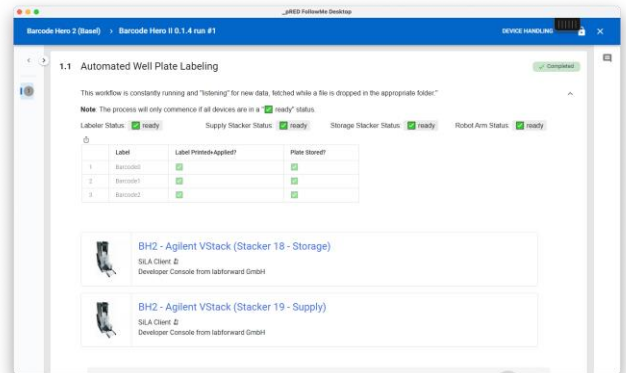 _pRED FollowMe Desktop
Barcode Hero 2 (Basel) › Barcode Hero II 0.1.4 run #1 DEVICE HANDLING
1.1 Automated Well Plate Labeling Completed
This workflow is constantly running and "listening" for new data, fetched while a file is dropped in the appropriate folder."
Note: The process will only commence if all devices are in a "✅ ready" status.
Labeler Status: ✅ ready Supply Stacker Status: ✅ ready Storage Stacker Status: ✅ ready Robot Arm Status: ✅ ready
Label Label Printed+Applied? Plate Stored?
1 Barcode0 ✅ ✅
2 Barcode1 ✅ ✅
3 Barcode2 ✅ ✅
BH2 - Agilent VStack (Stacker 18 - Storage)
SiLA Client
Developer Console from labforward GmbH
BH2 - Agilent VStack (Stacker 19 - Supply)
SiLA Client
Developer Console from labforward GmbH